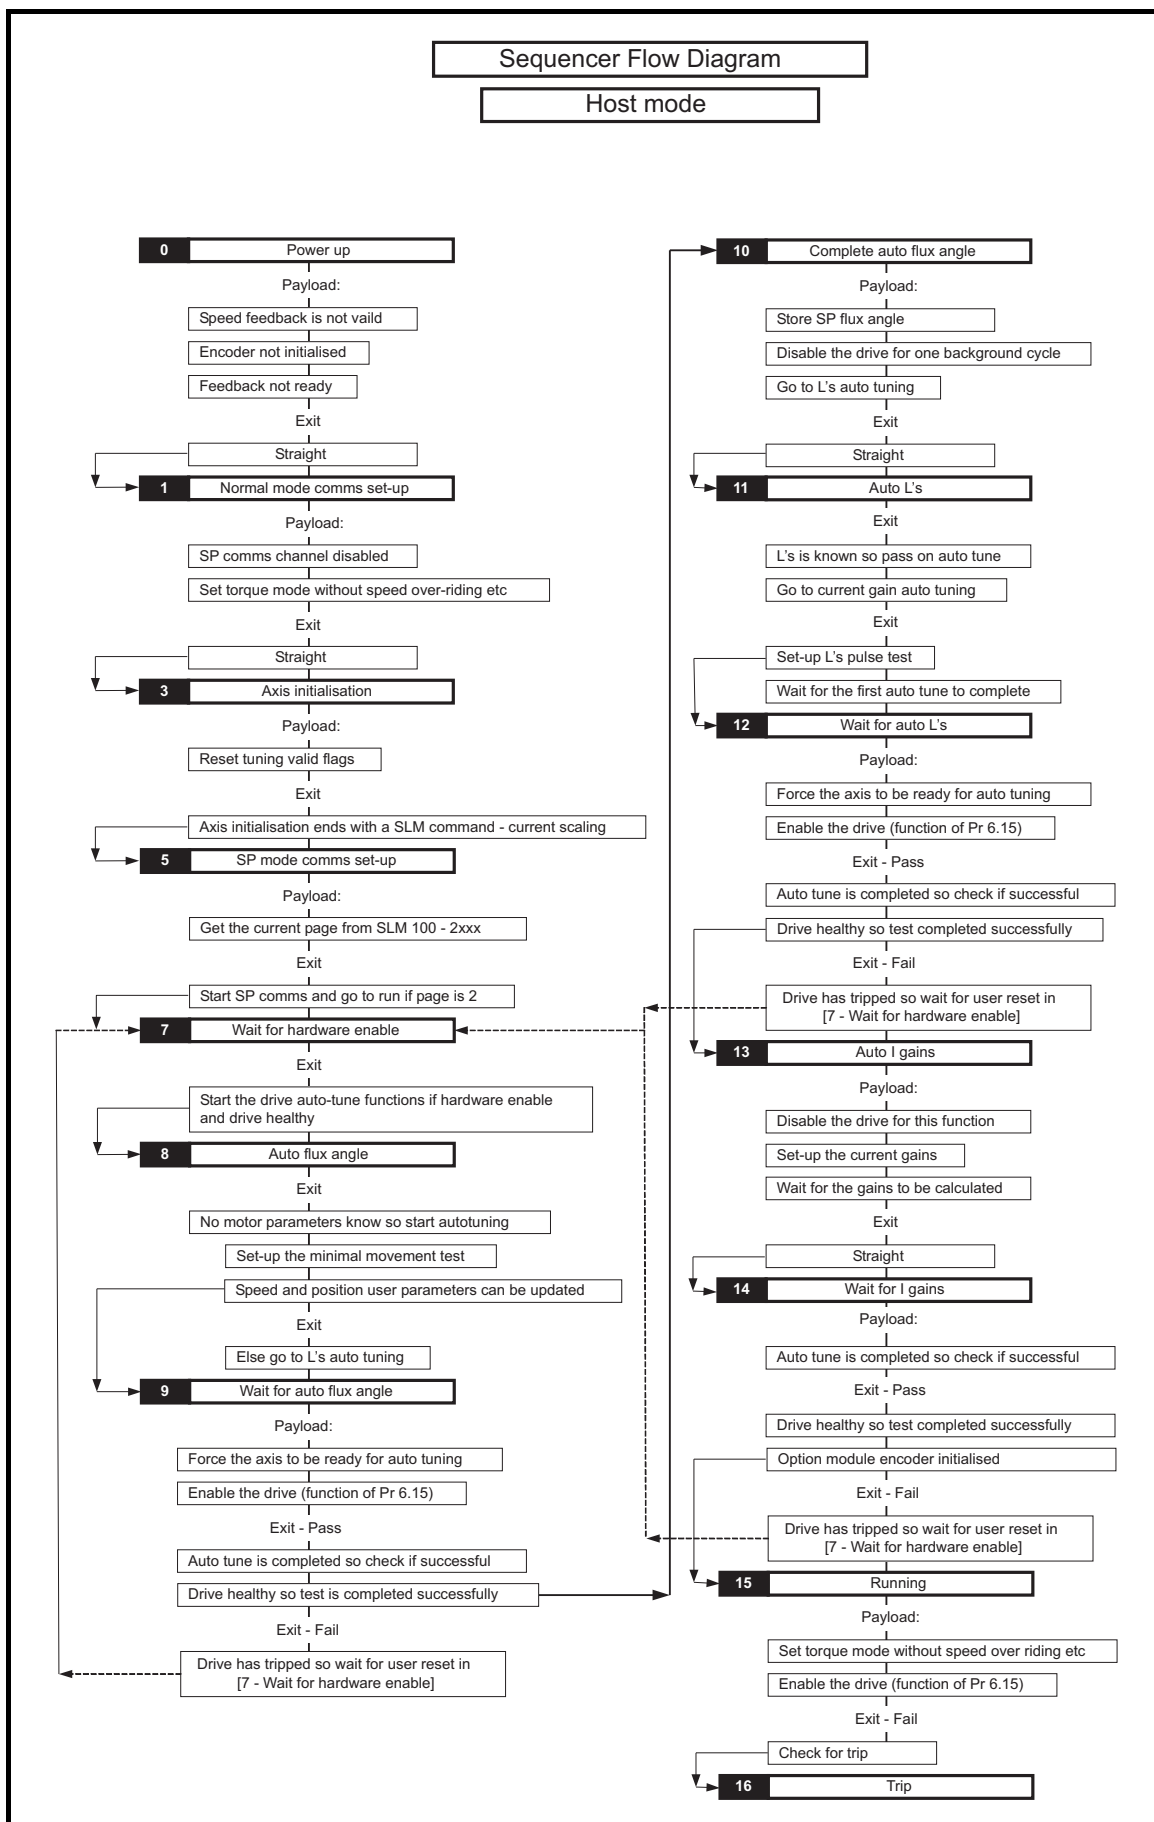 Sequencer Flow Diagram
Host mode
0 Power up
Payload:
Speed feedback is not vaild
Encoder not initialised
Feedback not ready
Exit
Straight
1 Normal mode comms set-up
Payload:
SP comms channel disabled
Set torque mode without speed over-riding etc
Exit
Straight
3 Axis initialisation
Payload:
Reset tuning valid flags
Exit
Axis initialisation ends with a SLM command - current scaling
5 SP mode comms set-up
Payload:
Get the current page from SLM 100 - 2xxx
Exit
Start SP comms and go to run if page is 2
7 Wait for hardware enable
Exit
Start the drive auto-tune functions if hardware enable
and drive healthy
8 Auto flux angle
Exit
No motor parameters know so start autotuning
Set-up the minimal movement test
Speed and position user parameters can be updated
Exit
Else go to L's auto tuning
9 Wait for auto flux angle
Payload:
Force the axis to be ready for auto tuning
Enable the drive (function of Pr 6.15)
Exit - Pass
Auto tune is completed so check if successful
Drive healthy so test is completed successfully
Exit - Fail
Drive has tripped so wait for user reset in
[7 - Wait for hardware enable]
10 Complete auto flux angle
Payload:
Store SP flux angle
Disable the drive for one background cycle
Go to L's auto tuning
Exit
Straight
11 Auto L's
Exit
L's is known so pass on auto tune
Go to current gain auto tuning
Exit
Set-up L's pulse test
Wait for the first auto tune to complete
12 Wait for auto L's
Payload:
Force the axis to be ready for auto tuning
Enable the drive (function of Pr 6.15)
Exit - Pass
Auto tune is completed so check if successful
Drive healthy so test completed successfully
Exit - Fail
Drive has tripped so wait for user reset in
[7 - Wait for hardware enable]
13 Auto I gains
Payload:
Disable the drive for this function
Set-up the current gains
Wait for the gains to be calculated
Exit
Straight
14 Wait for I gains
Payload:
Auto tune is completed so check if successful
Exit - Pass
Drive healthy so test completed successfully
Option module encoder initialised
Exit - Fail
Drive has tripped so wait for user reset in
[7 - Wait for hardware enable]
15 Running
Payload:
Set torque mode without speed over riding etc
Enable the drive (function of Pr 6.15)
Exit - Fail
Check for trip
16 Trip